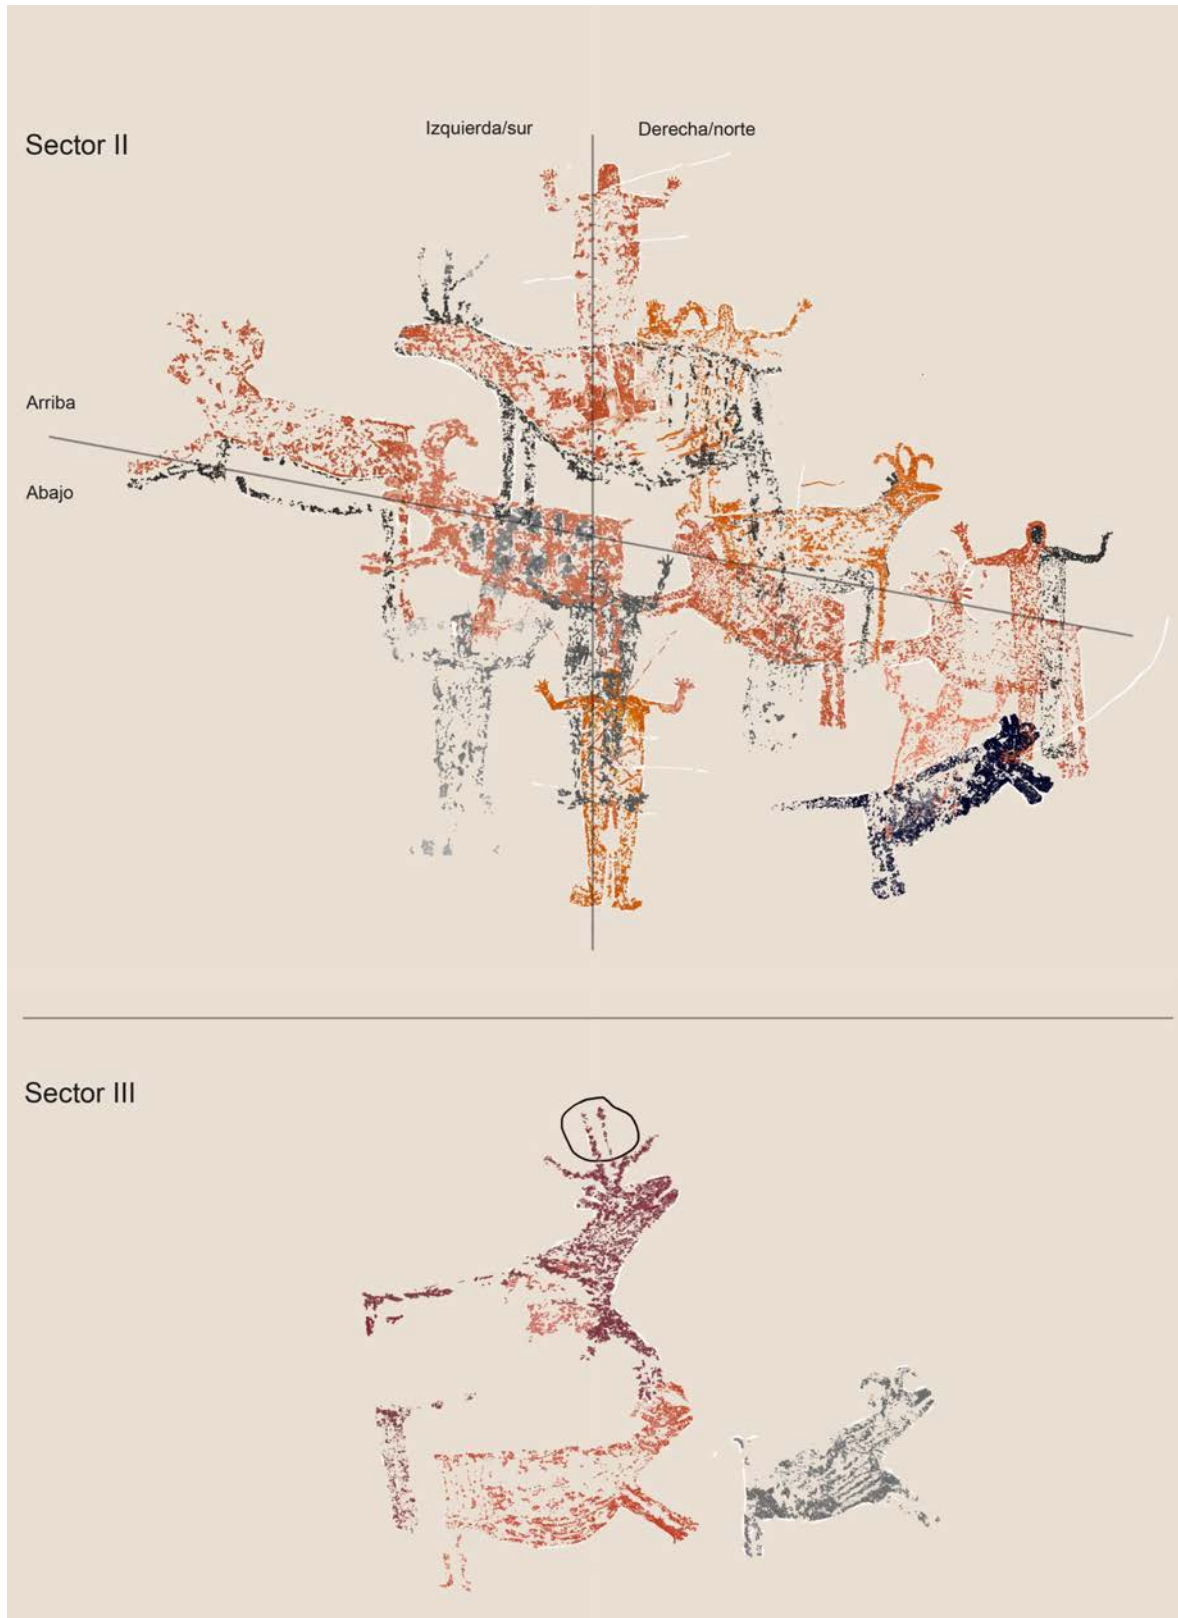 Sector II
Izquierda/sur
Derecha/norte
Arriba
Abajo
Sector III